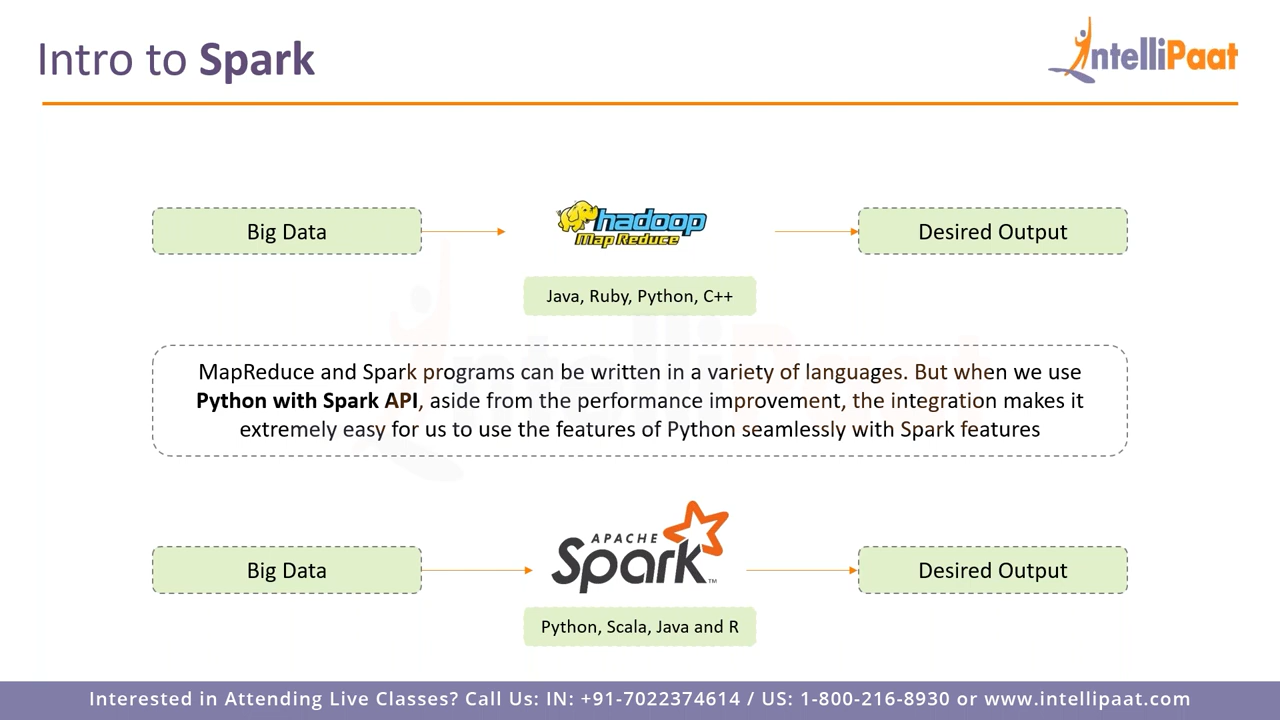 Intro to Spark
IntelliPaat
Big Data
hadoop
Map Reduce
Desired Output
Java, Ruby, Python, C++
MapReduce and Spark programs can be written in a variety of languages. But when we use
Python with Spark API, aside from the performance improvement, the integration makes it
extremely easy for us to use the features of Python seamlessly with Spark features
Big Data
APACHE
Spark™
Desired Output
Python, Scala, Java and R
Interested in Attending Live Classes? Call Us: IN: +91-7022374614 / US: 1-800-216-8930 or www.intellipaat.com
IntelliPaat